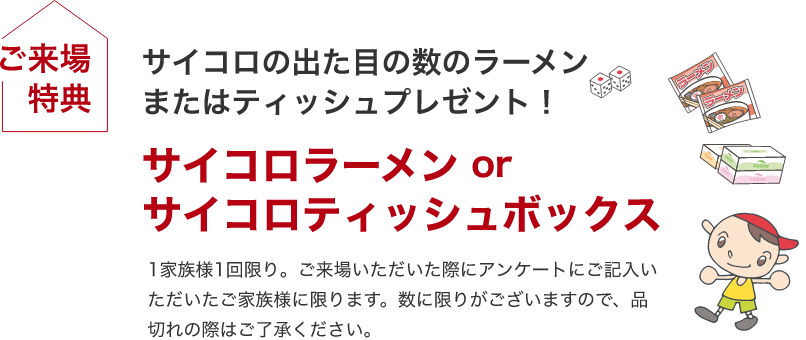 ご来場
特典
サイコロの出た目の数のラーメン
またはティッシュプレゼント！
サイコロラーメン or
サイコロティッシュボックス
1家族様1回限り。ご来場いただいた際にアンケートにご記入い
ただいたご家族様に限ります。数に限りがございますので、品
切れの際はご了承ください。
ラーメン
ラーメン